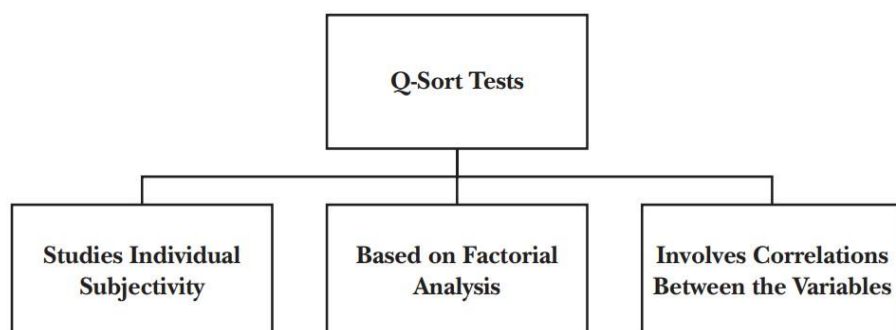 Q-Sort Tests
Studies Individual
Subjectivity
Based on Factorial
Analysis
Involves Correlations
Between the Variables